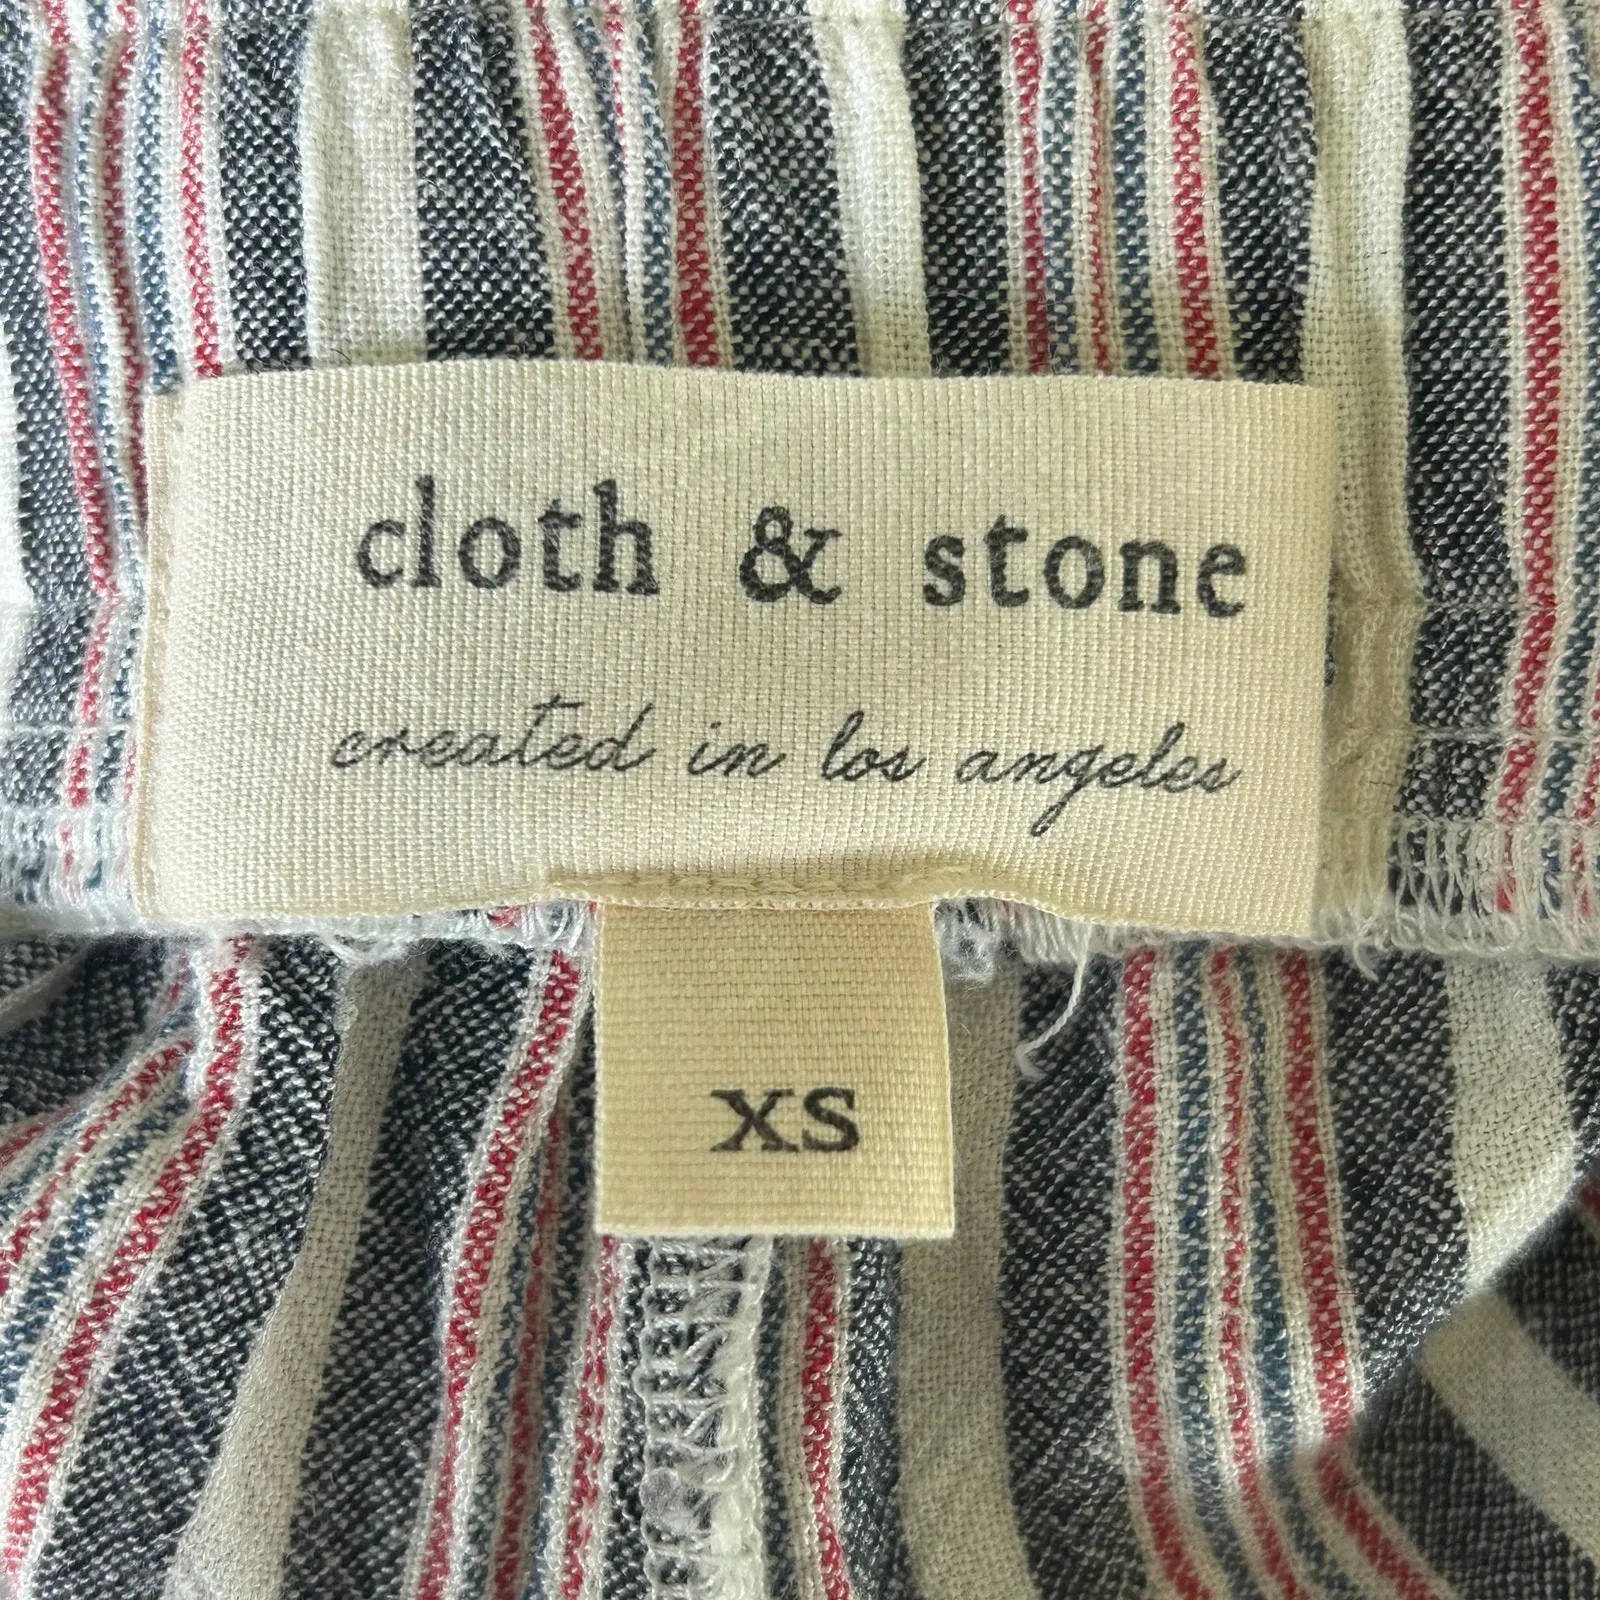 cloth & stone
created in los angeles
XS